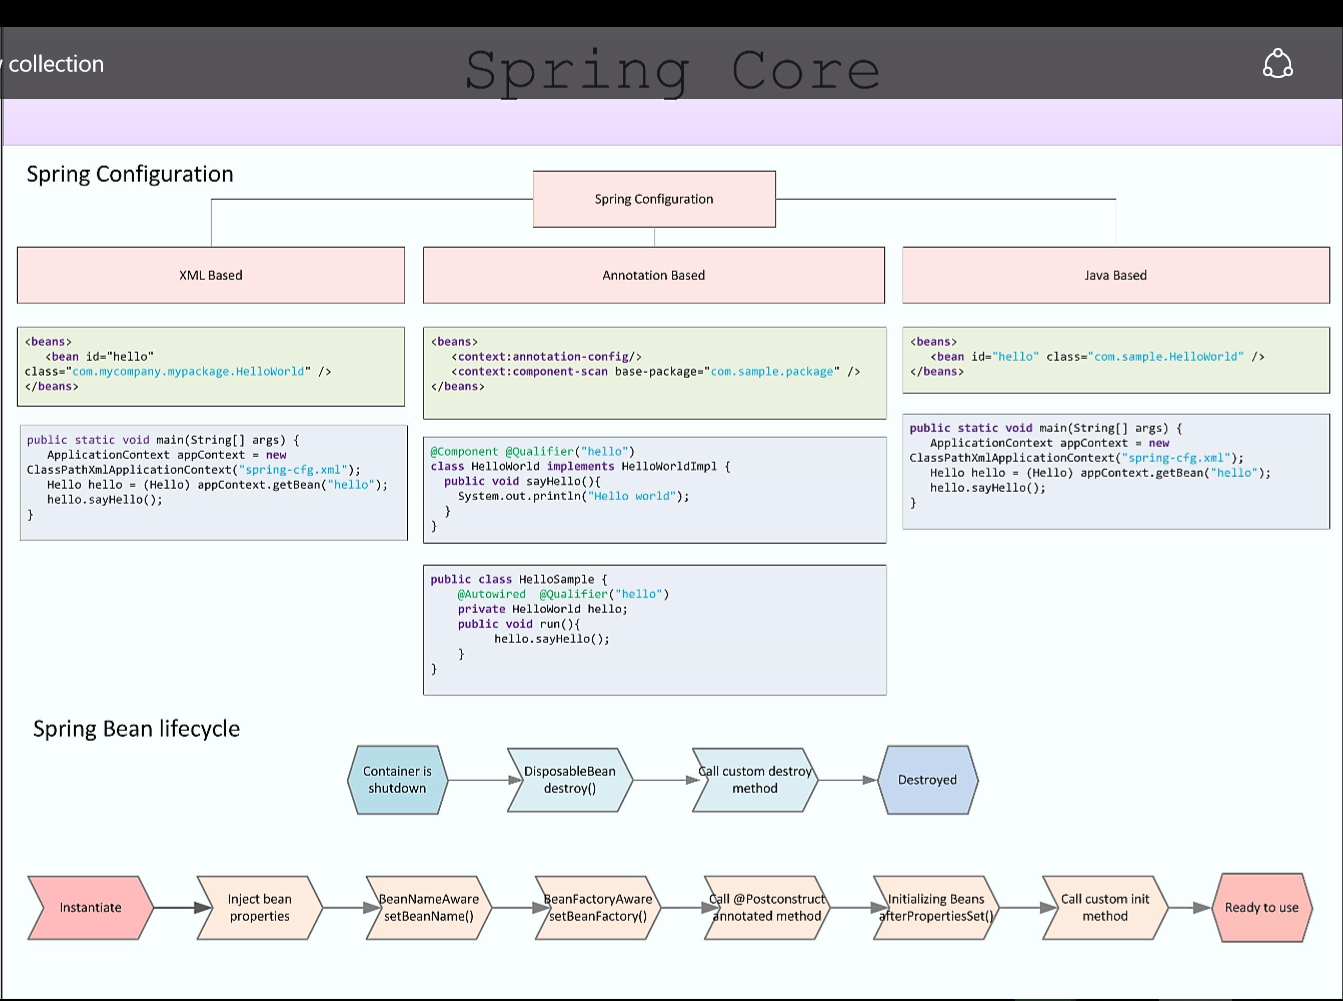 collection
Spring Core
Spring Configuration
Spring Configuration
XML Based
Annotation Based
Java Based
<beans>
<bean id="hello"
class="com.mycompany.mypackage.HelloWorld" />
</beans>
public static void main(String[] args) {
ApplicationContext appContext = new
ClassPathXmlApplicationContext("spring-cfg.xml");
Hello hello = (Hello) appContext.getBean("hello");
hello.sayHello();
}
<beans>
<context:annotation-config/>
<context:component-scan base-package="com.sample.package" />
</beans>
@Component @Qualifier("hello")
class HelloWorld implements HelloWorldImpl {
public void sayHello(){
System.out.println("Hello world");
}
}
public class HelloSample {
@Autowired  @Qualifier("hello")
private HelloWorld hello;
public void run(){
hello.sayHello();
}
}
<beans>
<bean id="hello" class="com.sample.HelloWorld" />
</beans>
public static void main(String[] args) {
ApplicationContext appContext = new
ClassPathXmlApplicationContext("spring-cfg.xml");
Hello hello = (Hello) appContext.getBean("hello");
hello.sayHello();
}
Spring Bean lifecycle
Container is
shutdown
DisposableBean
destroy()
Call custom destroy
method
Destroyed
Instantiate
Inject bean
properties
BeanNameAware
setBeanName()
BeanFactoryAware
setBeanFactory()
Call @Postconstruct
annotated method
Initializing Beans
afterPropertiesSet()
Call custom init
method
Ready to use